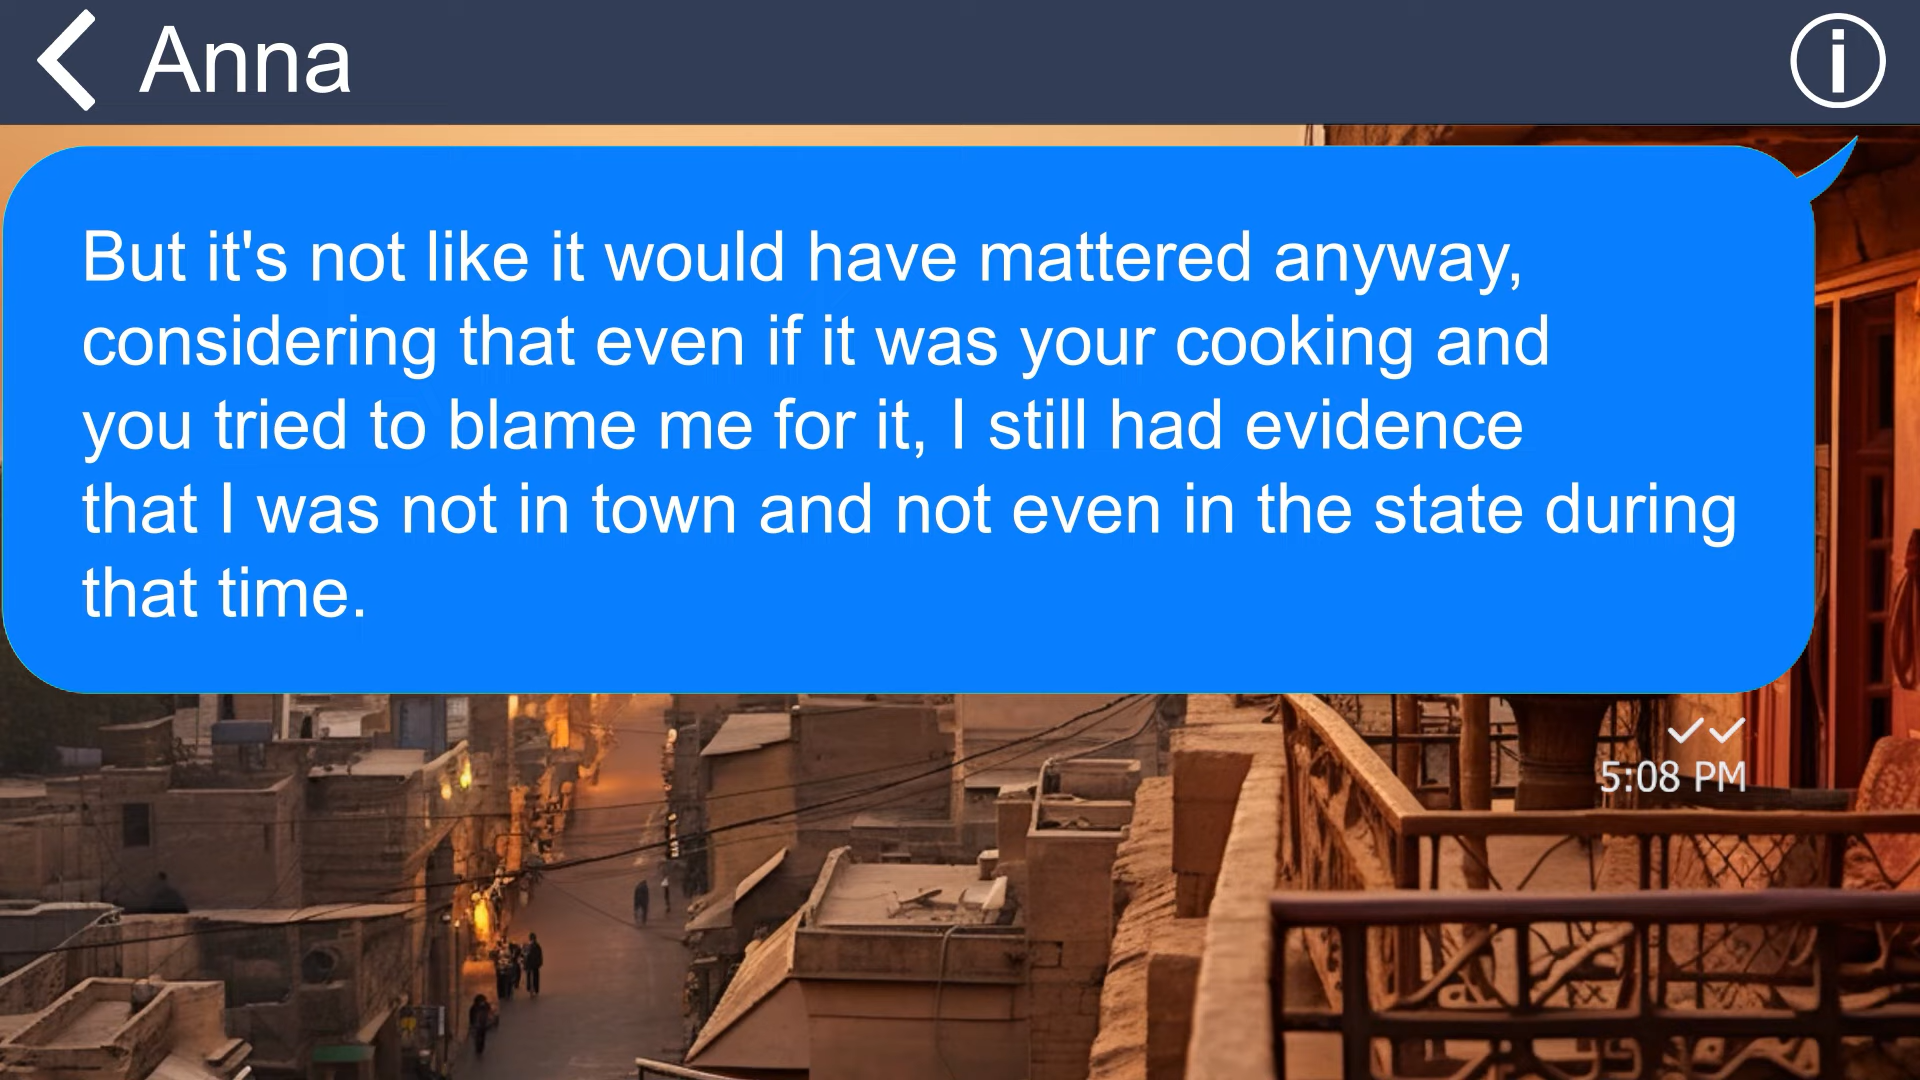 Anna
But it's not like it would have mattered anyway,
considering that even if it was your cooking and
you tried to blame me for it, I still had evidence
that I was not in town and not even in the state during
that time.
5:08 PM